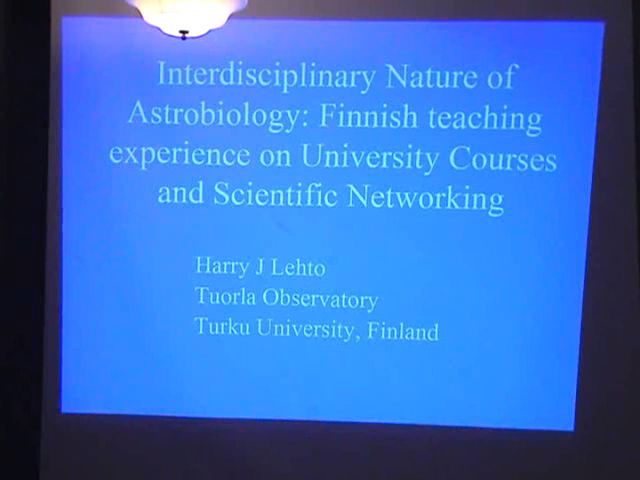 Interdisciplinary Nature of
Astrobiology: Finnish teaching
experience on University Courses
and Scientific Networking
Harry J Lehto
Tuorla Observatory
Turku University, Finland